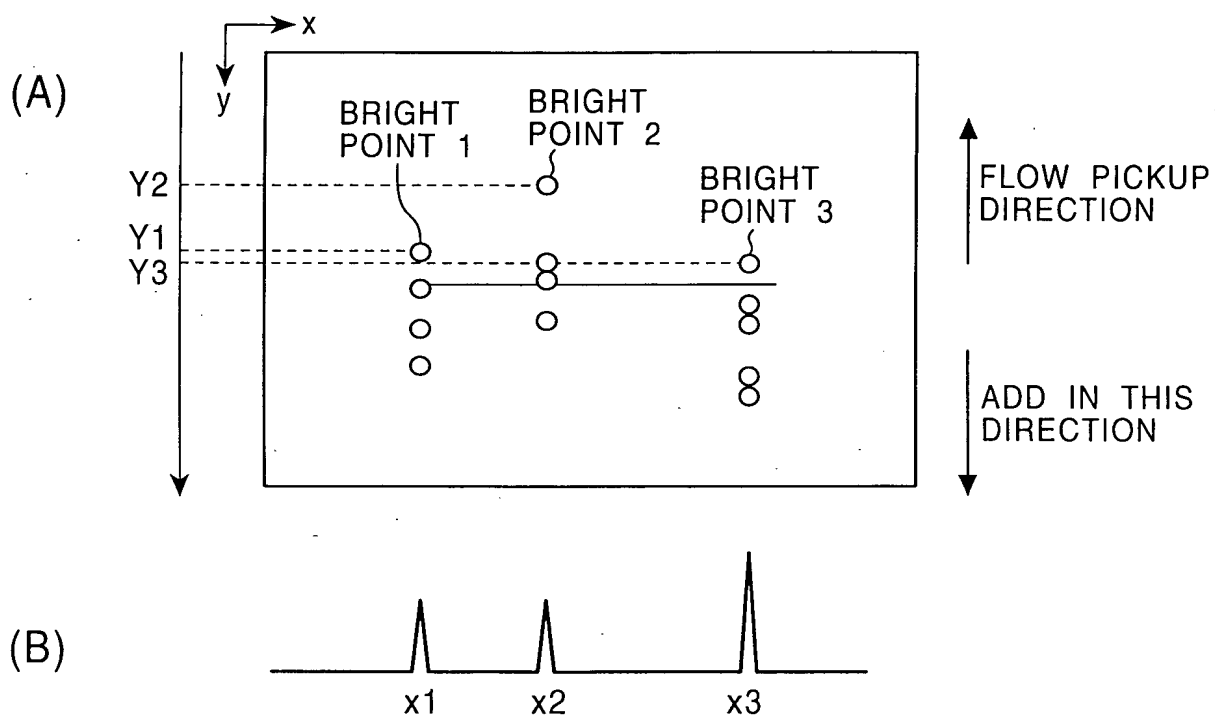 (A)
x
y
BRIGHT
POINT 1
BRIGHT
POINT 2
BRIGHT
POINT 3
Y2
Y1
Y3
FLOW PICKUP
DIRECTION
ADD IN THIS
DIRECTION
(B)
x1 x2 x3